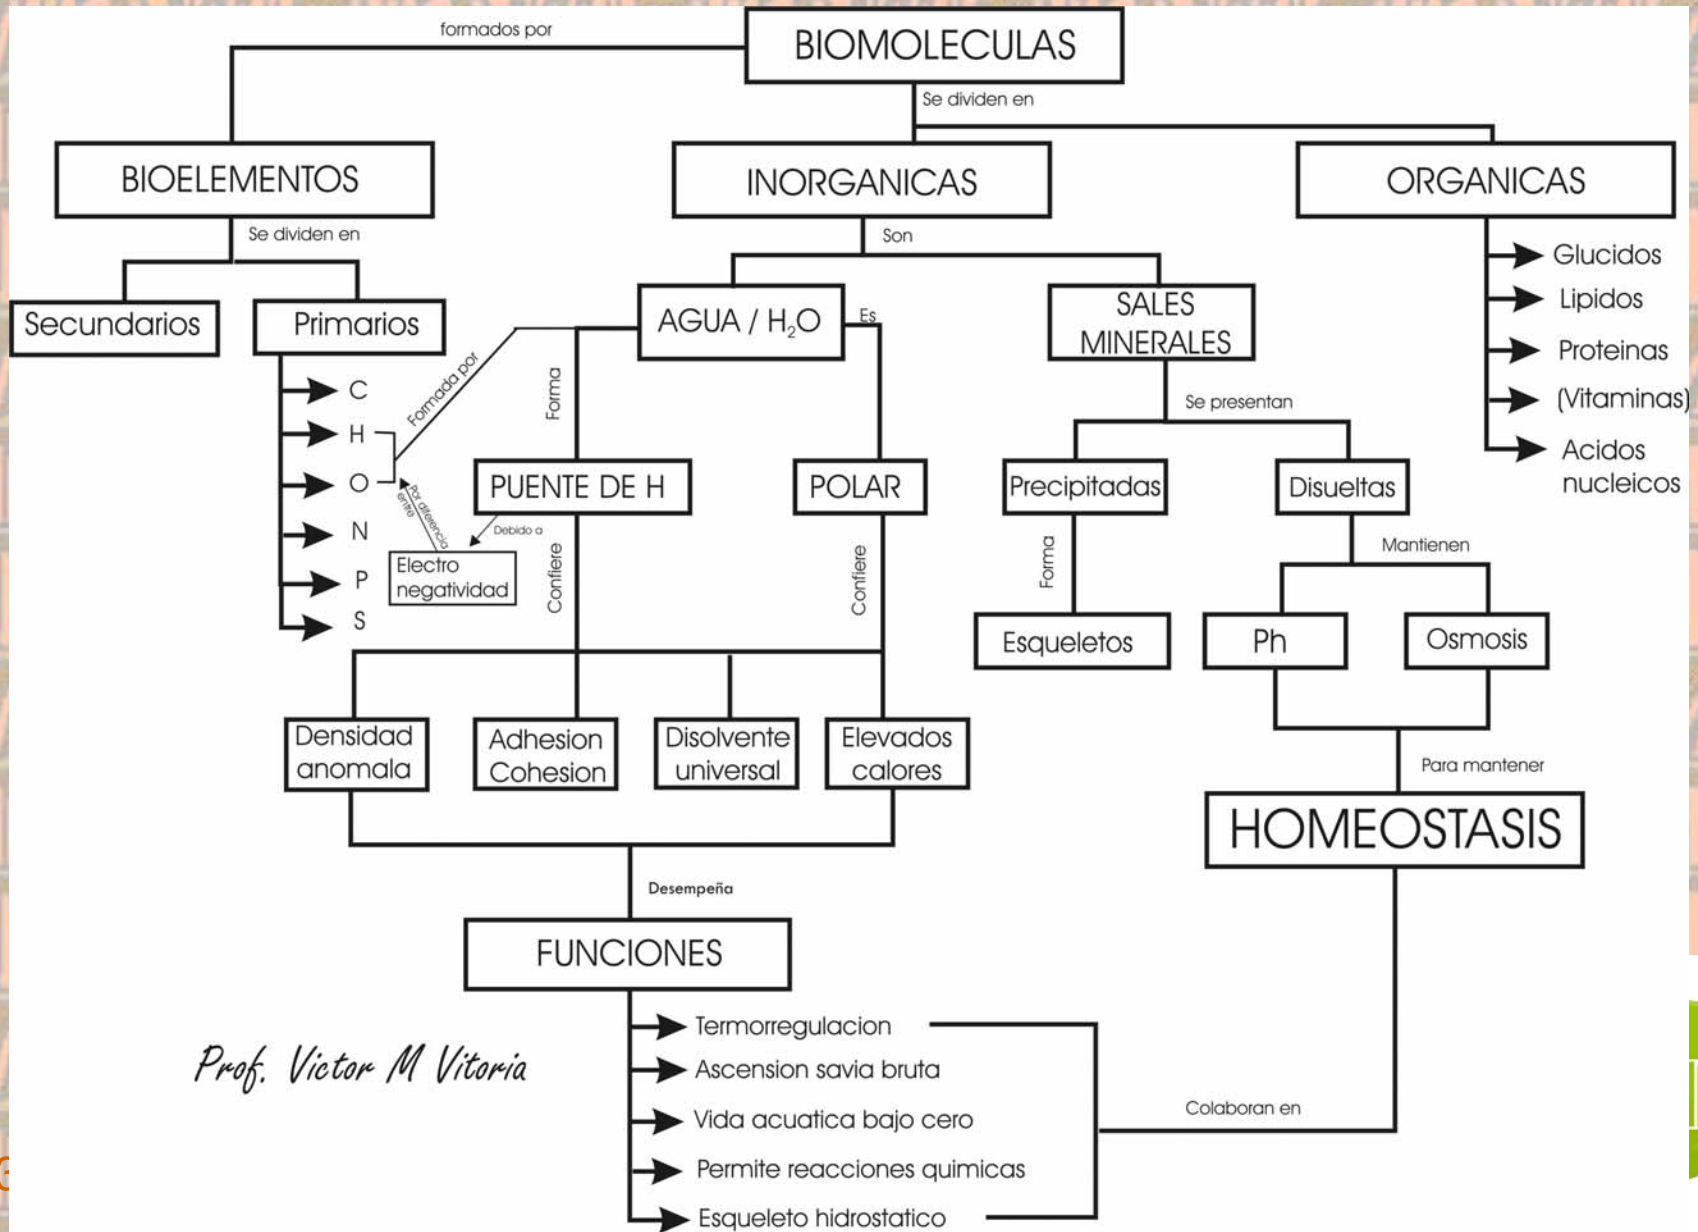 formados por
BIOMOLECULAS
Se dividen en
BIOELEMENTOS
INORGANICAS
ORGANICAS
Se dividen en
Son
Glucidos
Lipidos
Proteinas
(Vitaminas)
Acidos
nucleicos
Secundarios
Primarios
AGUA / H₂O
Es
SALES
MINERALES
C
H
O
N
P
S
Formada por
Forma
Se presentan
PUENTE DE H
POLAR
Precipitadas
Disueltas
Por diferencia
entre
Debido a
Electro
negatividad
Confiere
Confiere
Forma
Mantienen
Esqueletos
Ph
Osmosis
Densidad
anomala
Adhesion
Cohesion
Disolvente
universal
Elevados
calores
Para mantener
HOMEOSTASIS
Desempeña
FUNCIONES
Termorregulacion
Ascension savia bruta
Vida acuatica bajo cero
Permite reacciones quimicas
Esqueleto hidrostatico
Colaboran en
Prof. Victor M Vitoria